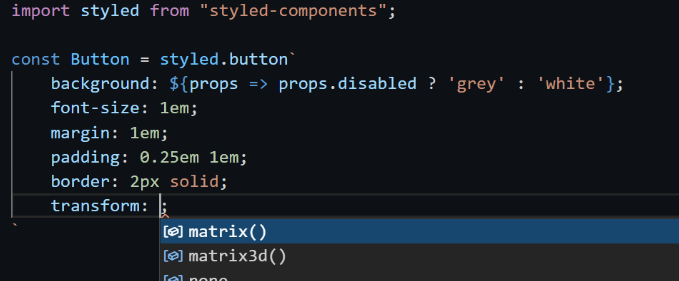 import styled from "styled-components";
const Button = styled.button`
background: ${props => props.disabled ? 'grey' : 'white'};
font-size: 1em;
margin: 1em;
padding: 0.25em 1em;
border: 2px solid;
transform: ;
`
matrix()
matrix3d()
none